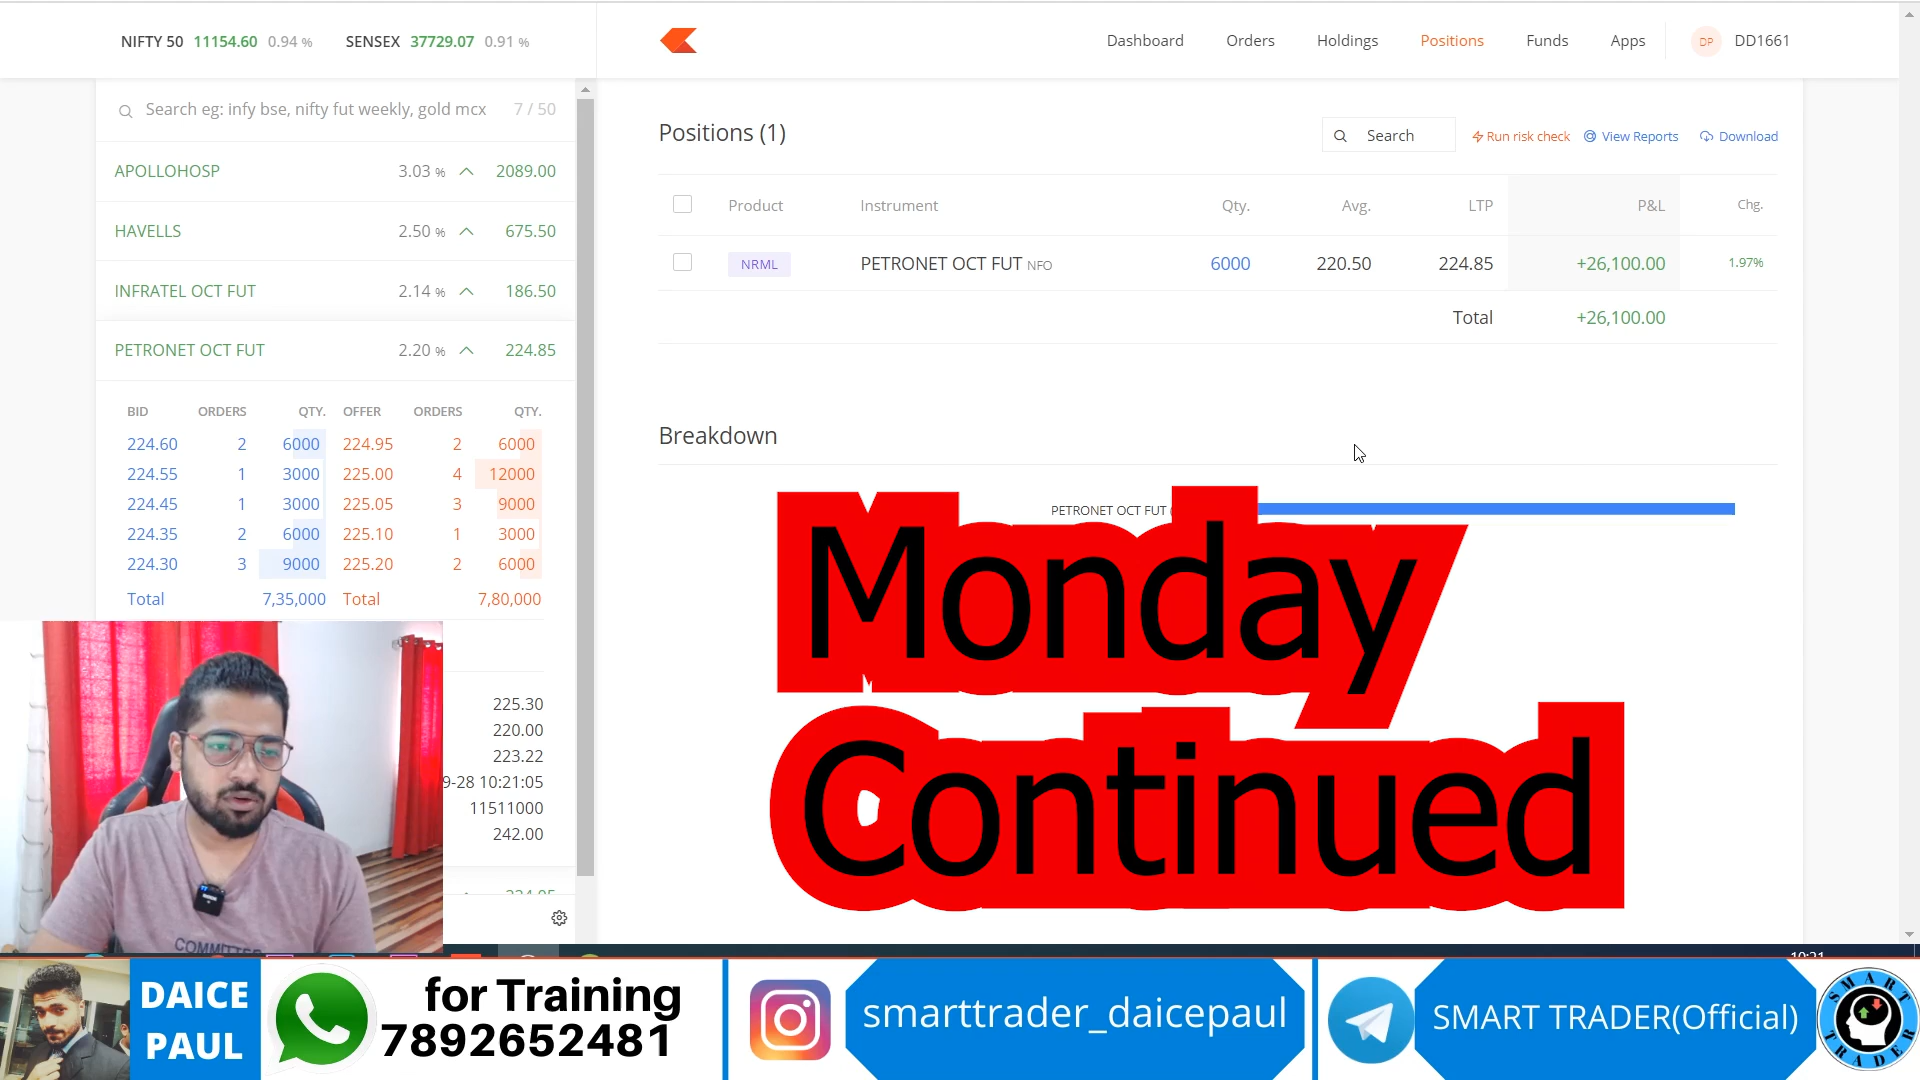 NIFTY 50 11154.60 0.94 % SENSEX 37729.07 0.91 %
Dashboard Orders Holdings Positions Funds Apps DP DD1661
Search eg: infy bse, nifty fut weekly, gold mcx 7 / 50
APOLLOHOSP 3.03 % 2089.00
HAVELLS 2.50 % 675.50
INFRATEL OCT FUT 2.14 % 186.50
PETRONET OCT FUT 2.20 % 224.85
BID ORDERS QTY. OFFER ORDERS QTY.
224.60 2 6000 224.95 2 6000
224.55 1 3000 225.00 4 12000
224.45 1 3000 225.05 3 9000
224.35 2 6000 225.10 1 3000
224.30 3 9000 225.20 2 6000
Total 7,35,000 Total 7,80,000
225.30
220.00
223.22
9-28 10:21:05
11511000
242.00
Positions (1) Search Run risk check View Reports Download
Product Instrument Qty. Avg. LTP P&L Chg.
NRML PETRONET OCT FUT NFO 6000 220.50 224.85 +26,100.00 1.97%
Total +26,100.00
Breakdown
PETRONET OCT FUT (
Monday
Continued
DAICE
PAUL
for Training
7892652481
smarttrader_daicepaul
SMART TRADER(Official)
SMART
TRADER